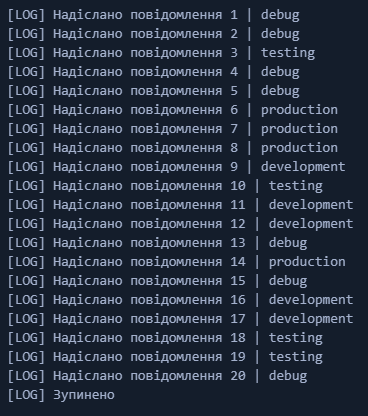 [LOG] Надіслано повідомлення 1 | debug
[LOG] Надіслано повідомлення 2 | debug
[LOG] Надіслано повідомлення 3 | testing
[LOG] Надіслано повідомлення 4 | debug
[LOG] Надіслано повідомлення 5 | debug
[LOG] Надіслано повідомлення 6 | production
[LOG] Надіслано повідомлення 7 | production
[LOG] Надіслано повідомлення 8 | production
[LOG] Надіслано повідомлення 9 | development
[LOG] Надіслано повідомлення 10 | testing
[LOG] Надіслано повідомлення 11 | development
[LOG] Надіслано повідомлення 12 | development
[LOG] Надіслано повідомлення 13 | debug
[LOG] Надіслано повідомлення 14 | production
[LOG] Надіслано повідомлення 15 | debug
[LOG] Надіслано повідомлення 16 | development
[LOG] Надіслано повідомлення 17 | development
[LOG] Надіслано повідомлення 18 | testing
[LOG] Надіслано повідомлення 19 | testing
[LOG] Надіслано повідомлення 20 | debug
[LOG] Зупинено